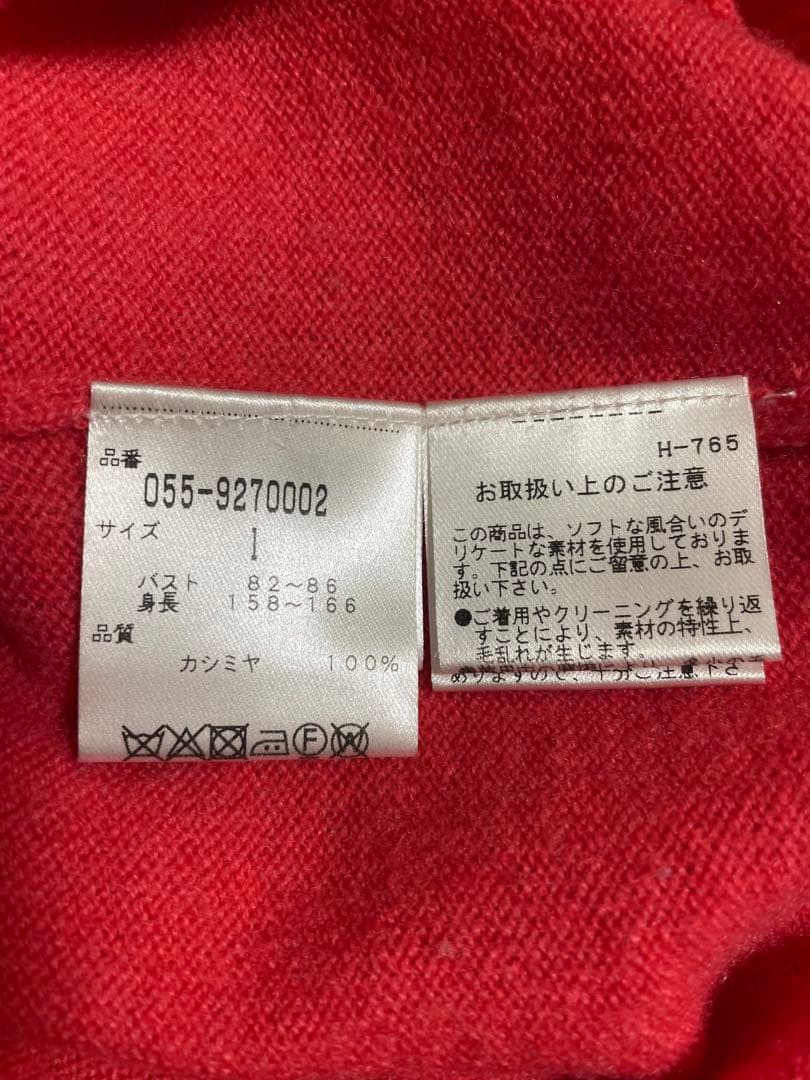 品番
055-9270002
サイズ
I
バスト 82～86
身長 158～166
品質
カシミヤ 100%
F
W
H-765
お取扱い上のご注意
この商品は、ソフトな風合いのデ
リケートな素材を使用しておりま
す。下記の点にご留意の上、お取
扱い下さい。
●ご着用やクリーニングを繰り返
すことにより、素材の特性上、
毛乱れが生じます。